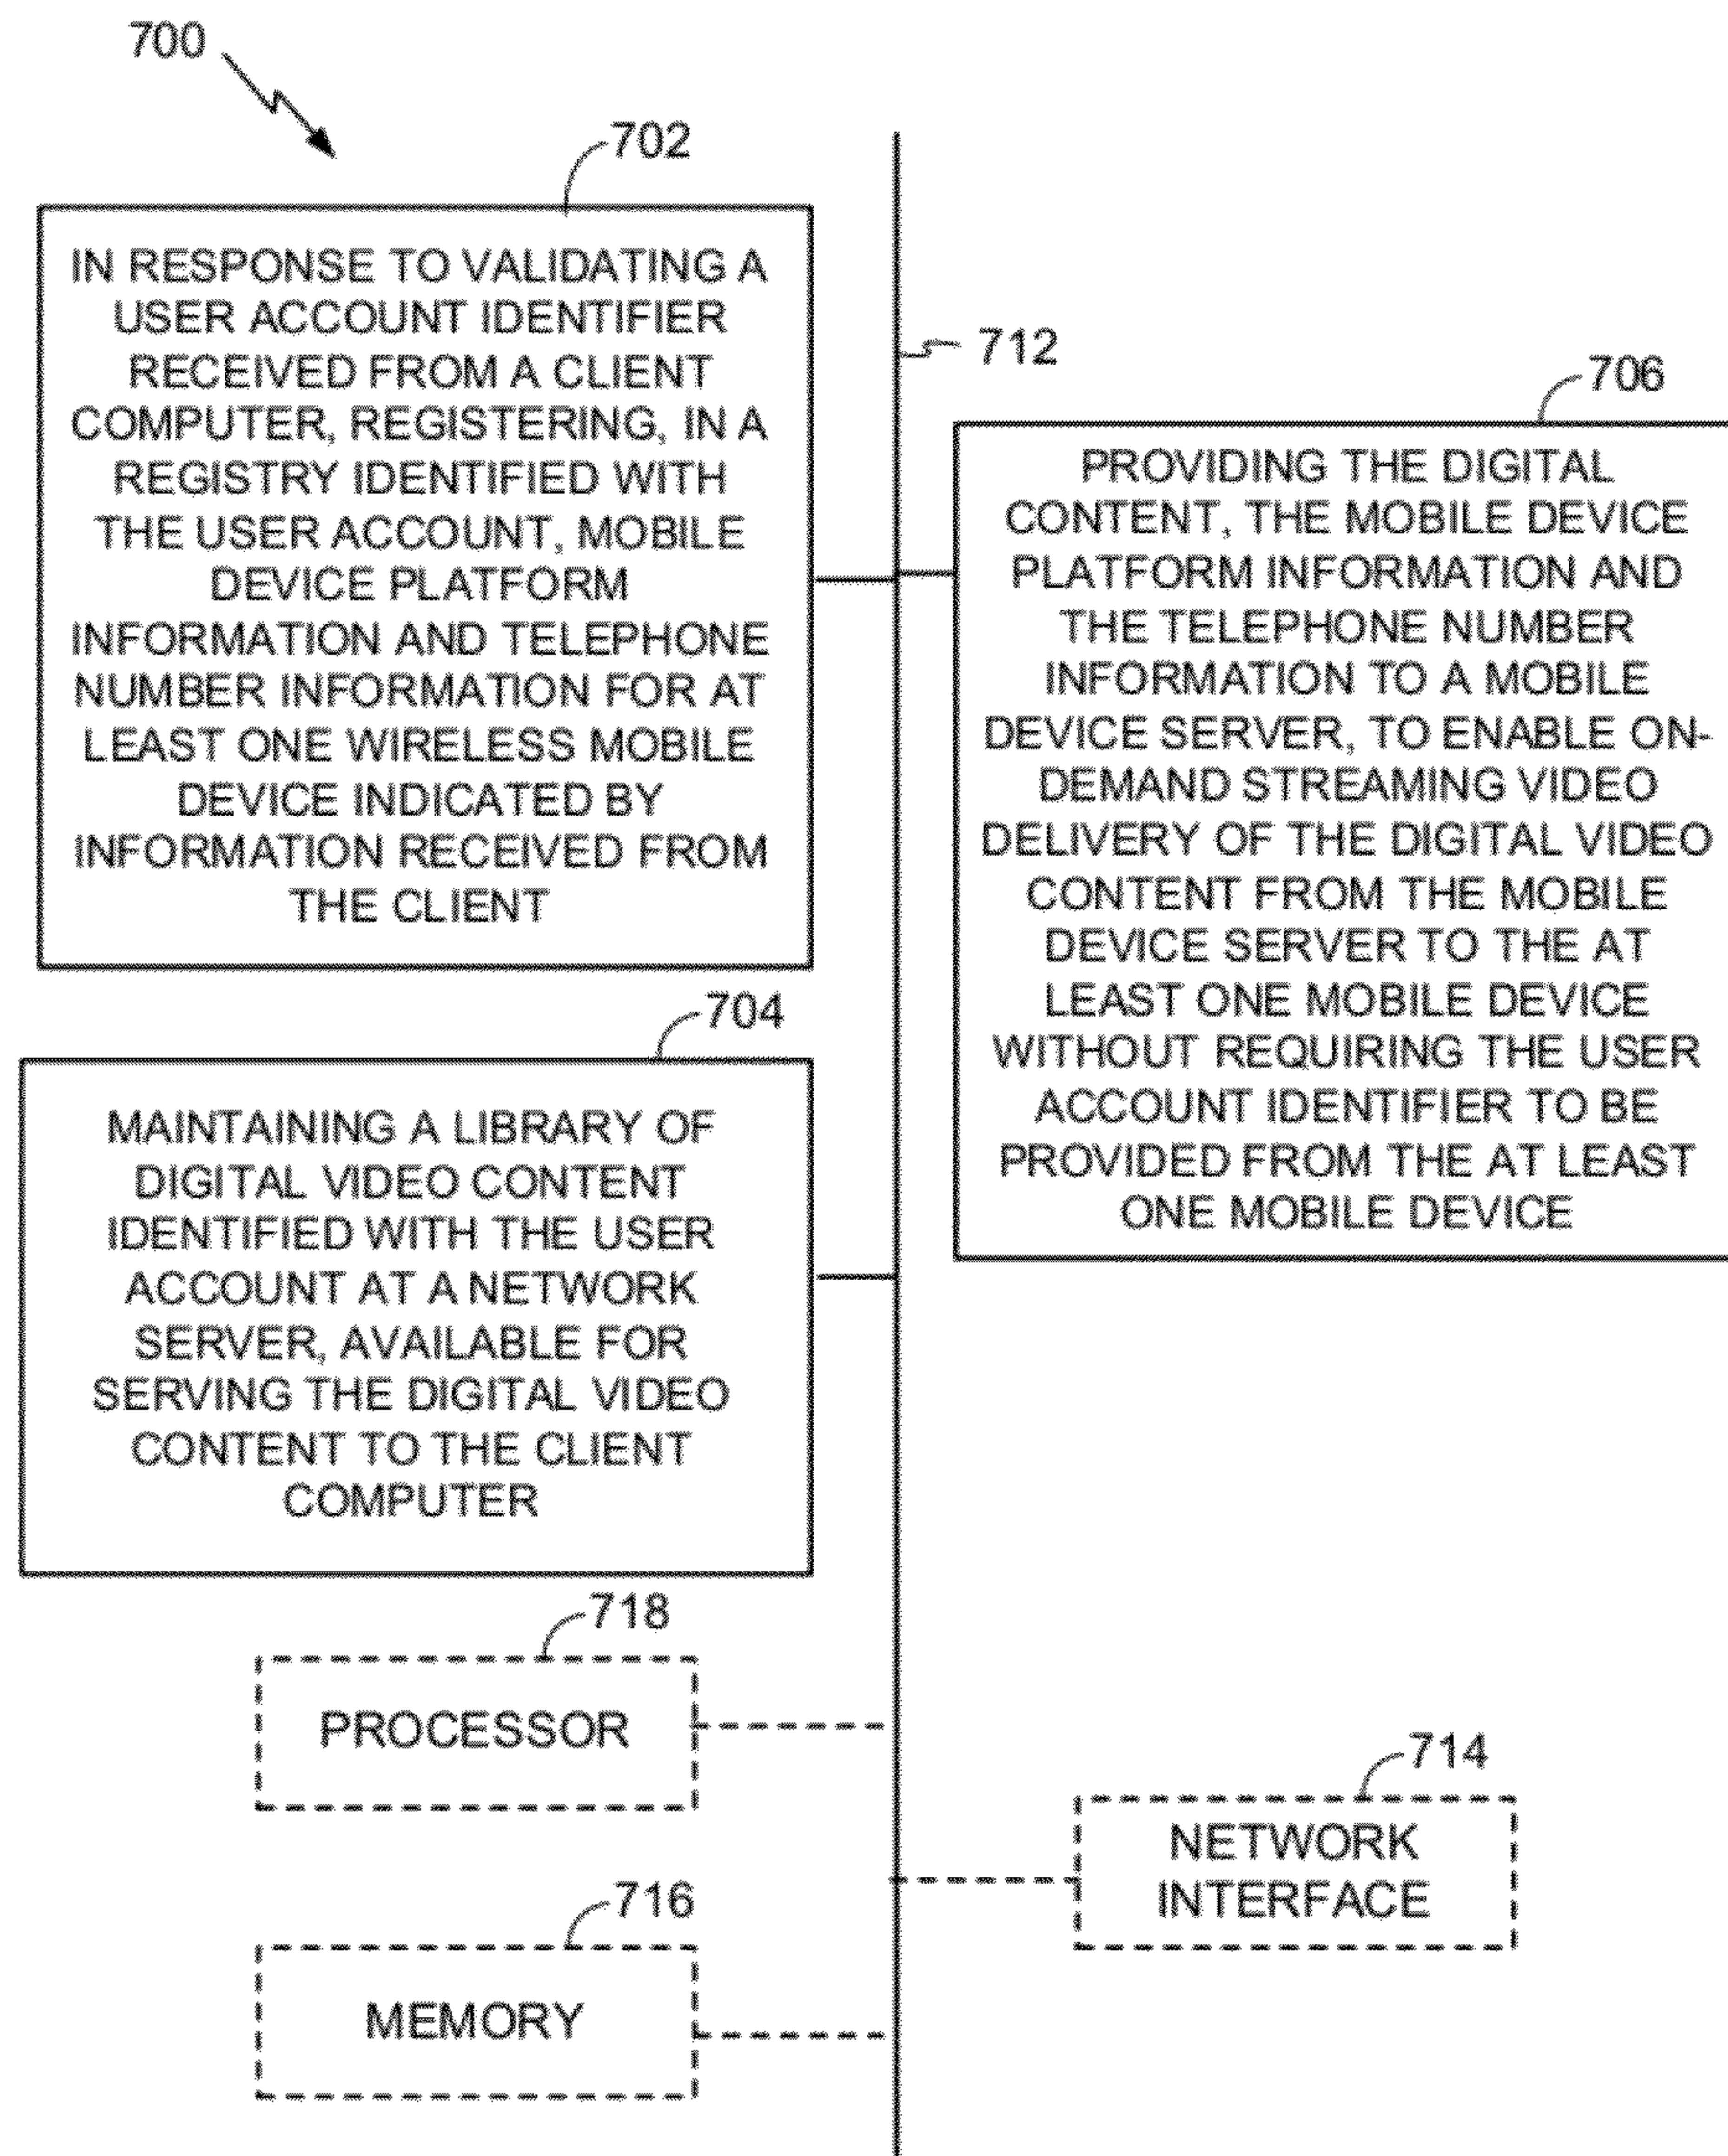 700
702
IN RESPONSE TO VALIDATING A
USER ACCOUNT IDENTIFIER
RECEIVED FROM A CLIENT
COMPUTER, REGISTERING, IN A
REGISTRY IDENTIFIED WITH
THE USER ACCOUNT, MOBILE
DEVICE PLATFORM
INFORMATION AND TELEPHONE
NUMBER INFORMATION FOR AT
LEAST ONE WIRELESS MOBILE
DEVICE INDICATED BY
INFORMATION RECEIVED FROM
THE CLIENT
712
706
PROVIDING THE DIGITAL
CONTENT, THE MOBILE DEVICE
PLATFORM INFORMATION AND
THE TELEPHONE NUMBER
INFORMATION TO A MOBILE
DEVICE SERVER, TO ENABLE ON-
DEMAND STREAMING VIDEO
DELIVERY OF THE DIGITAL VIDEO
CONTENT FROM THE MOBILE
DEVICE SERVER TO THE AT
LEAST ONE MOBILE DEVICE
WITHOUT REQUIRING THE USER
ACCOUNT IDENTIFIER TO BE
PROVIDED FROM THE AT LEAST
ONE MOBILE DEVICE
704
MAINTAINING A LIBRARY OF
DIGITAL VIDEO CONTENT
IDENTIFIED WITH THE USER
ACCOUNT AT A NETWORK
SERVER, AVAILABLE FOR
SERVING THE DIGITAL VIDEO
CONTENT TO THE CLIENT
COMPUTER
718
PROCESSOR
714
NETWORK
INTERFACE
716
MEMORY